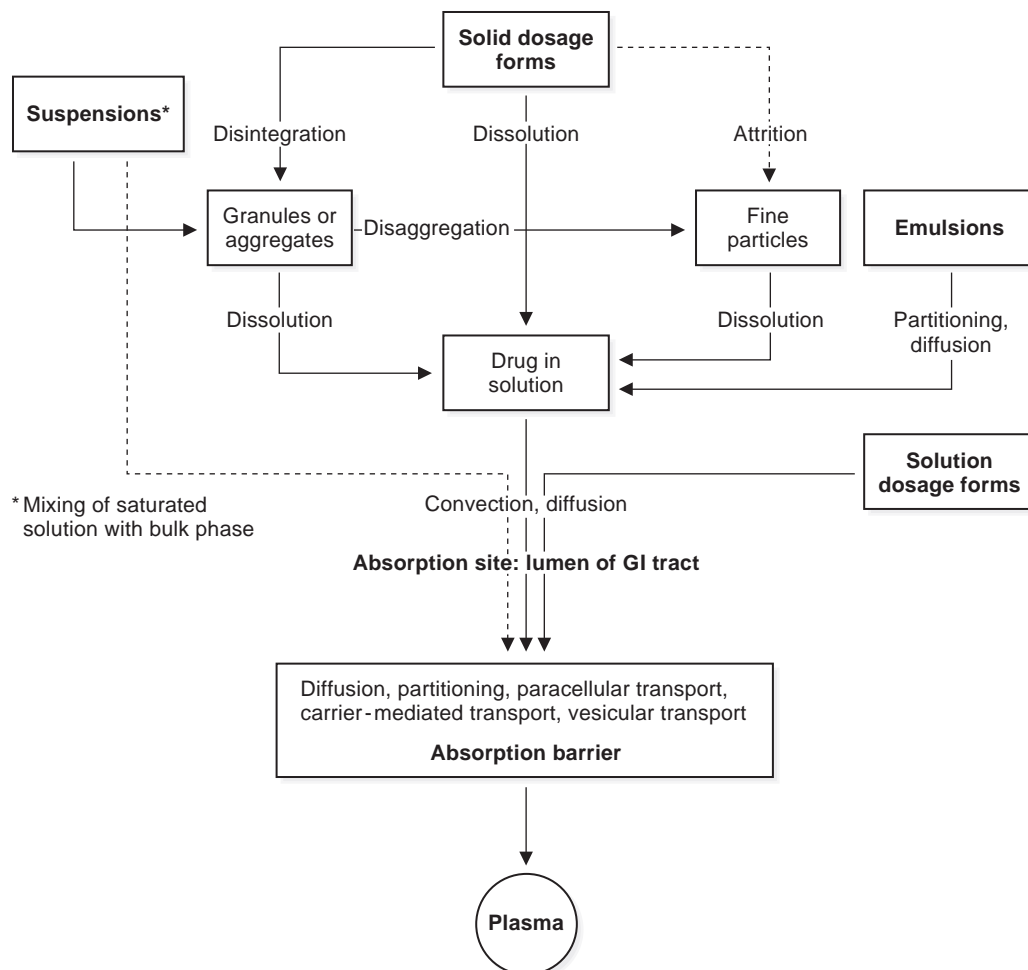 Solid dosage
forms
Suspensions*
Disintegration
Dissolution
Attrition
Granules or
aggregates
Disaggregation
Fine
particles
Emulsions
Dissolution
Dissolution
Partitioning,
diffusion
Drug in
solution
Solution
dosage forms
* Mixing of saturated
solution with bulk phase
Convection, diffusion
Absorption site: lumen of GI tract
Diffusion, partitioning, paracellular transport,
carrier-mediated transport, vesicular transport
Absorption barrier
Plasma